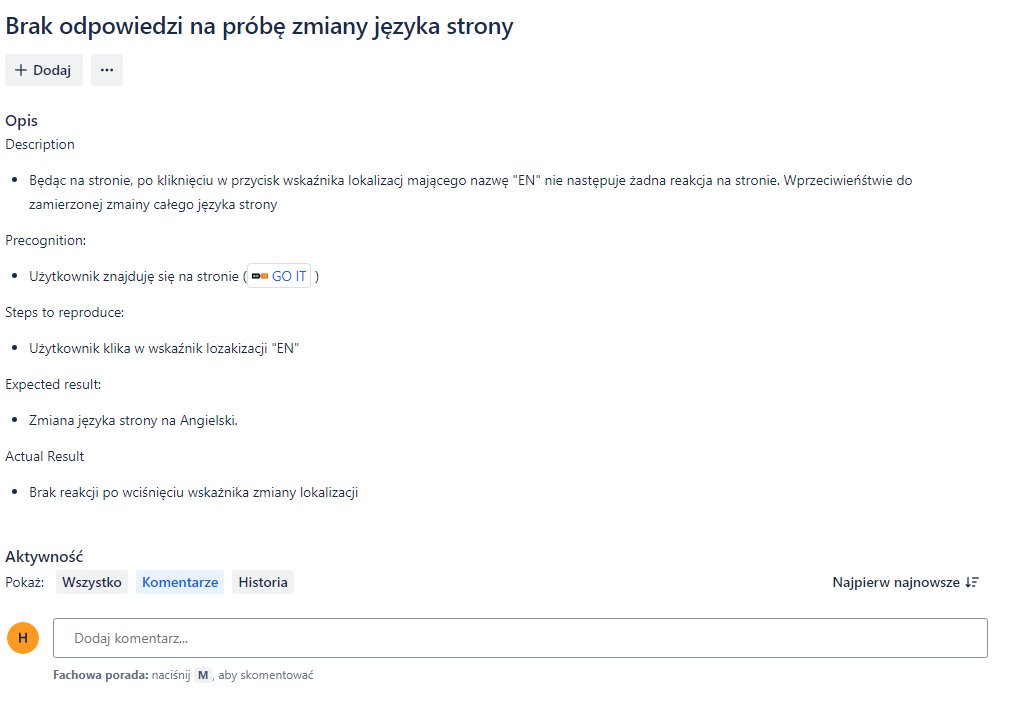 Brak odpowiedzi na próbę zmiany języka strony
+ Dodaj ...
Opis
Description
• Będąc na stronie, po kliknięciu w przycisk wskaźnika lokalizacj mającego nazwę "EN" nie następuje żadna reakcja na stronie. Wprzeciwieńśtwie do
zamierzonej zmainy całego języka strony
Precognition:
• Użytkownik znajduję się na stronie ( GO IT )
Steps to reproduce:
• Użytkownik klika w wskaźnik lozakizacji "EN"
Expected result:
• Zmiana języka strony na Angielski.
Actual Result
• Brak reakcji po wciśnięciu wskażnika zmiany lokalizacji
Aktywność
Pokaż: Wszystko Komentarze Historia Najpierw najnowsze
H Dodaj komentarz...
Fachowa porada: naciśnij M, aby skomentować